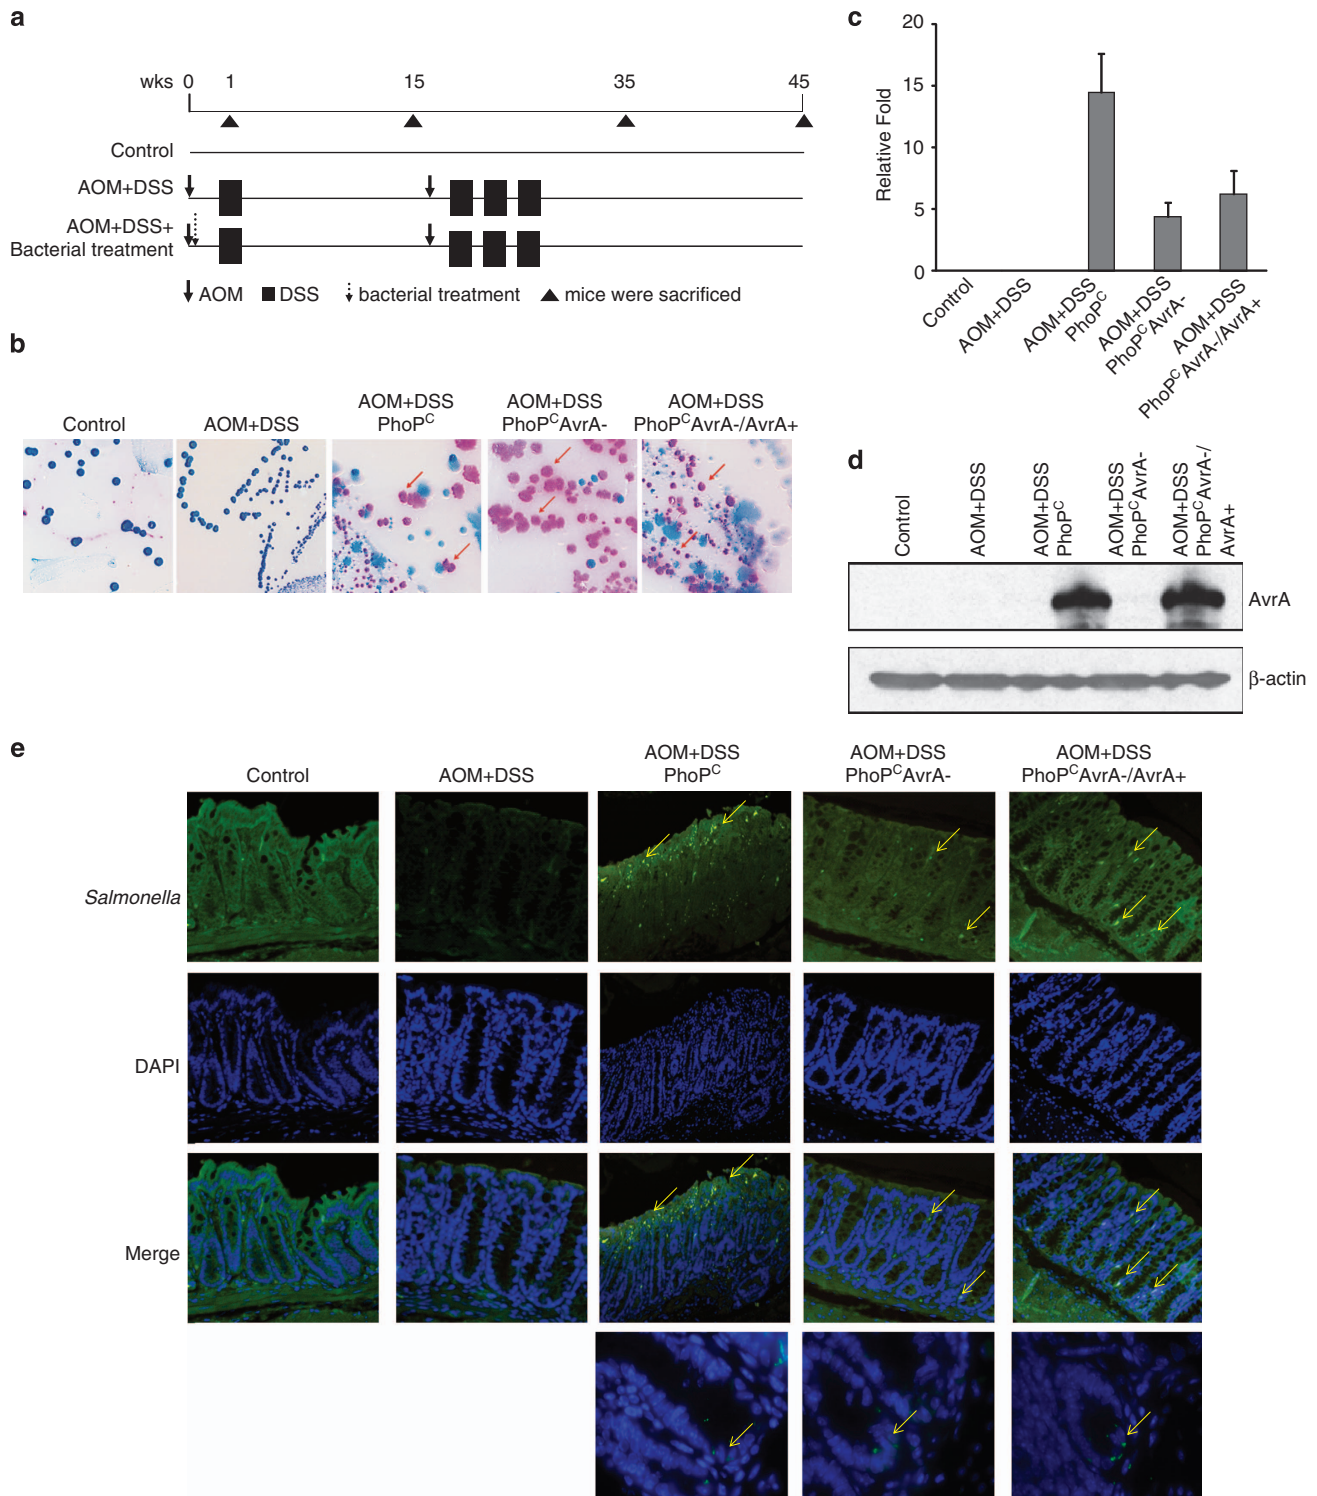 a
wks 0 1 15 35 45
Control
AOM+DSS
AOM+DSS+
Bacterial treatment
AOM DSS bacterial treatment mice were sacrificed
b
Control
AOM+DSS
AOM+DSS
PhoPᶜ
AOM+DSS
PhoPᶜAvrA-
AOM+DSS
PhoPᶜAvrA-/AvrA+
c
Relative Fold
20
15
10
5
0
Control
AOM+DSS
AOM+DSS
PhoPᶜ
AOM+DSS
PhoPᶜAvrA-
AOM+DSS
PhoPᶜAvrA-/AvrA+
d
Control
AOM+DSS
AOM+DSS
PhoPᶜ
AOM+DSS
PhoPᶜAvrA-
AOM+DSS
PhoPᶜAvrA-/
AvrA+
AvrA
β-actin
e
Control
AOM+DSS
AOM+DSS
PhoPᶜ
AOM+DSS
PhoPᶜAvrA-
AOM+DSS
PhoPᶜAvrA-/AvrA+
Salmonella
DAPI
Merge